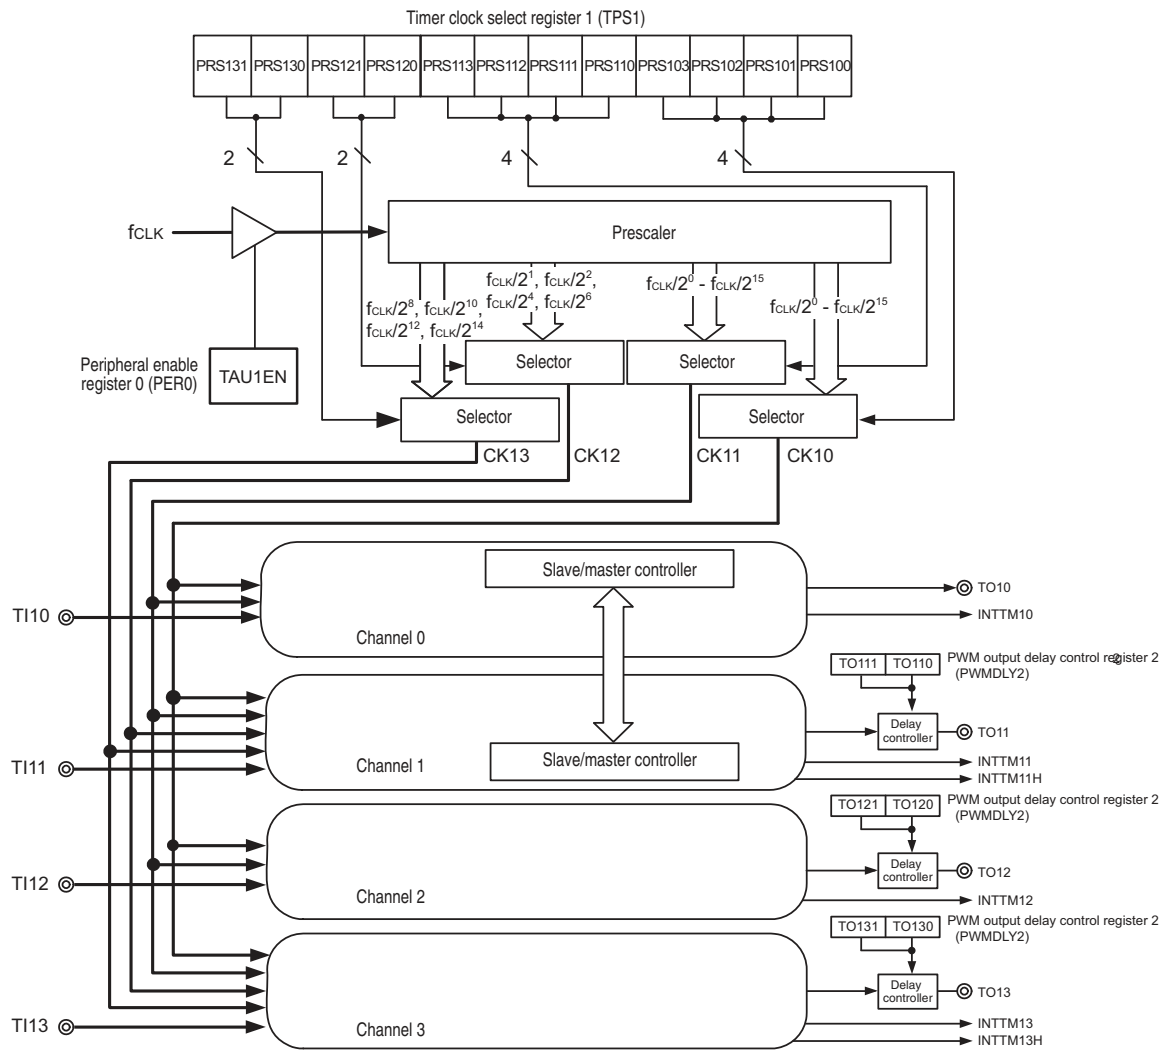 Timer clock select register 1 (TPS1)
PRS131 PRS130 PRS121 PRS120 PRS113 PRS112 PRS111 PRS110 PRS103 PRS102 PRS101 PRS100
2 2 4 4
fCLK
Prescaler
fCLK/2^1, fCLK/2^2,
fCLK/2^4, fCLK/2^6
fCLK/2^0 - fCLK/2^15
fCLK/2^0 - fCLK/2^15
fCLK/2^8, fCLK/2^10,
fCLK/2^12, fCLK/2^14
Peripheral enable
register 0 (PER0)
TAU1EN
Selector
Selector
Selector
Selector
CK13 CK12 CK11 CK10
Slave/master controller
TI10
Channel 0
TO10
INTTM10
TO111 TO110
PWM output delay control register 2
(PWMDLY2)
Delay
controller
TO11
Slave/master controller
TI11
Channel 1
INTTM11
INTTM11H
TO121 TO120
PWM output delay control register 2
(PWMDLY2)
Delay
controller
TO12
TI12
Channel 2
INTTM12
TO131 TO130
PWM output delay control register 2
(PWMDLY2)
Delay
controller
TO13
TI13
Channel 3
INTTM13
INTTM13H